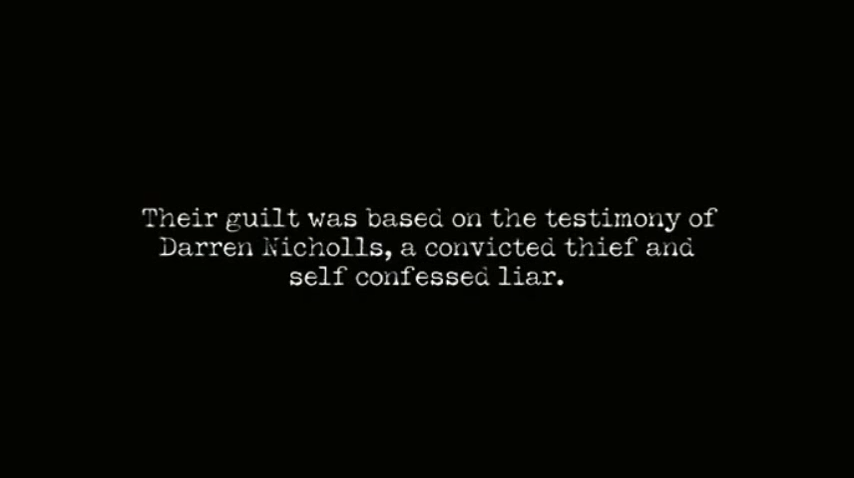 Their guilt was based on the testimony of
Darren Nicholls, a convicted thief and
self confessed liar.